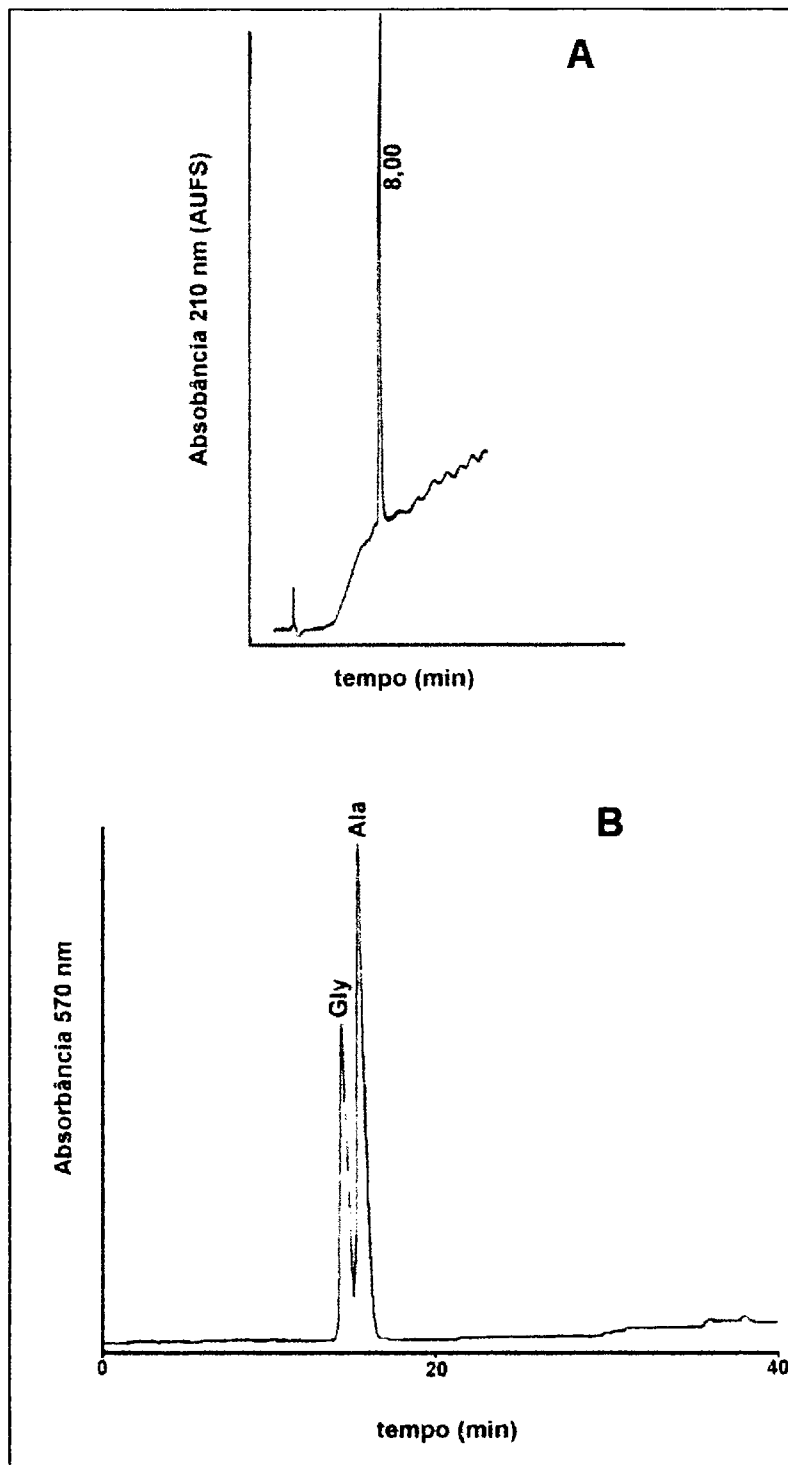 A
Absobância 210 nm (AUFS)
8,00
tempo (min)
B
Absorbância 570 nm
Gly
Ala
0
20
40
tempo (min)